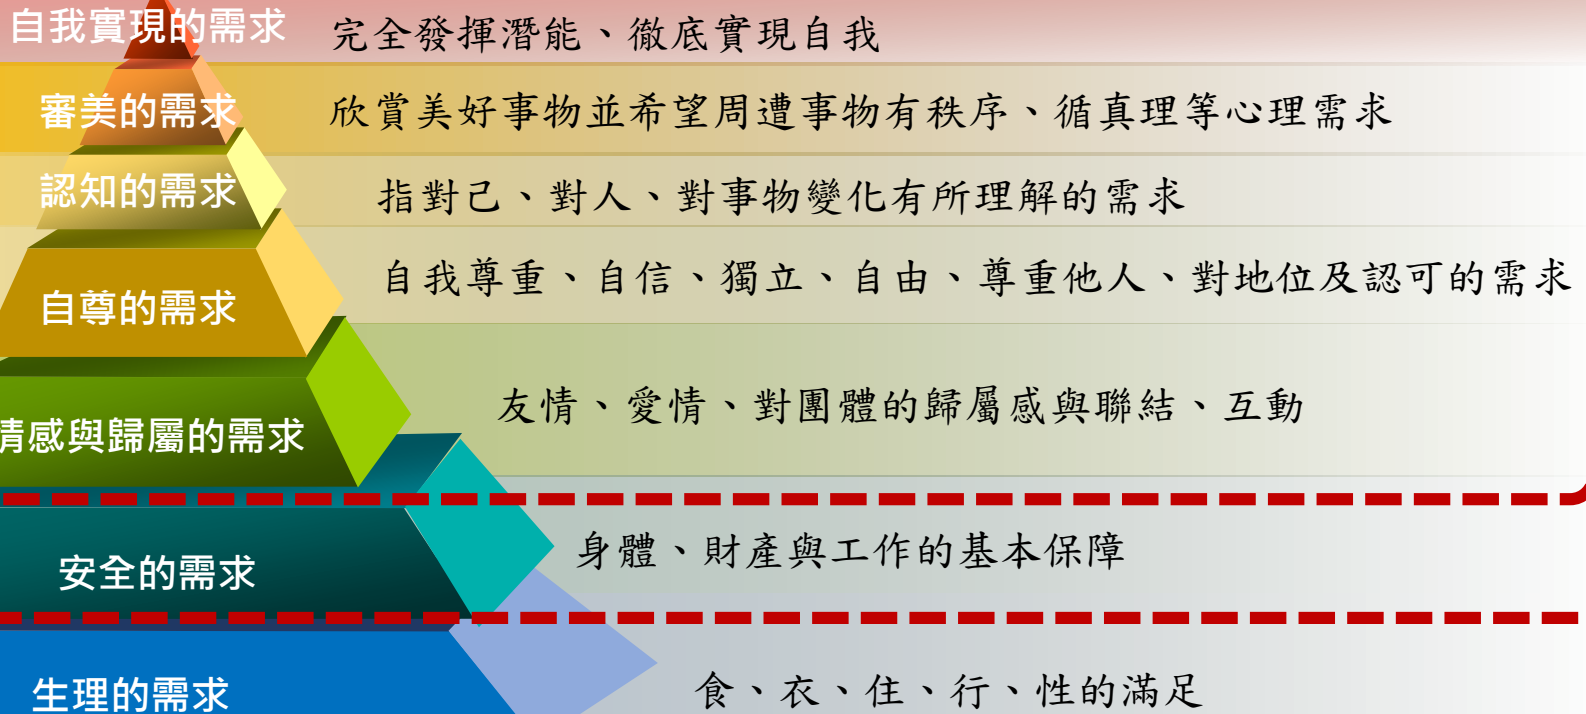 自我實現的需求 完全發揮潛能、徹底實現自我
審美的需求 欣賞美好事物並希望周遭事物有秩序、循真理等心理需求
認知的需求 指對己、對人、對事物變化有所理解的需求
自尊的需求 自我尊重、自信、獨立、自由、尊重他人、對地位及認可的需求
情感與歸屬的需求 友情、愛情、對團體的歸屬感與聯結、互動
安全的需求 身體、財產與工作的基本保障
生理的需求 食、衣、住、行、性的滿足